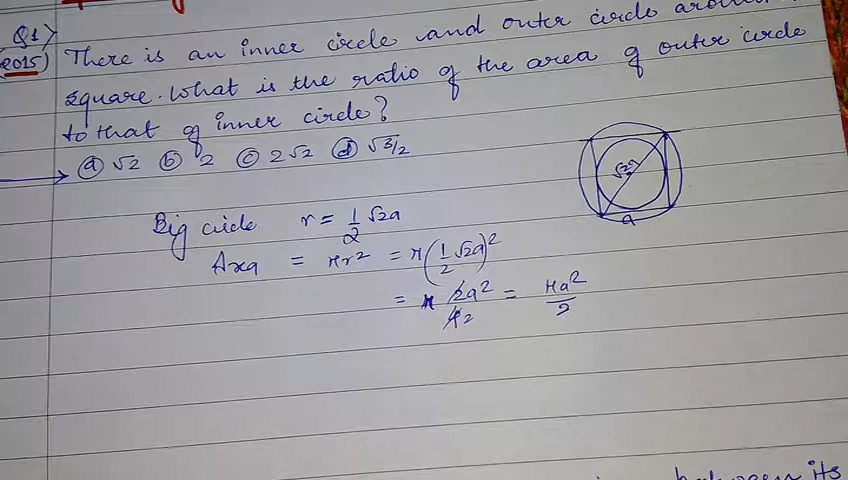 Q1)
(2015) There is an inner circle and outer circle around
square. What is the ratio of the area of outer circle
to that of inner circle?
→ (a) √2 (b) 2 (c) 2√2 (d) √3/2
√2a
a
Big circle r = 1/2 √2a
Area = πr² = π(1/2 √2a)²
= π 2a²/4 2 = πa²/2
its